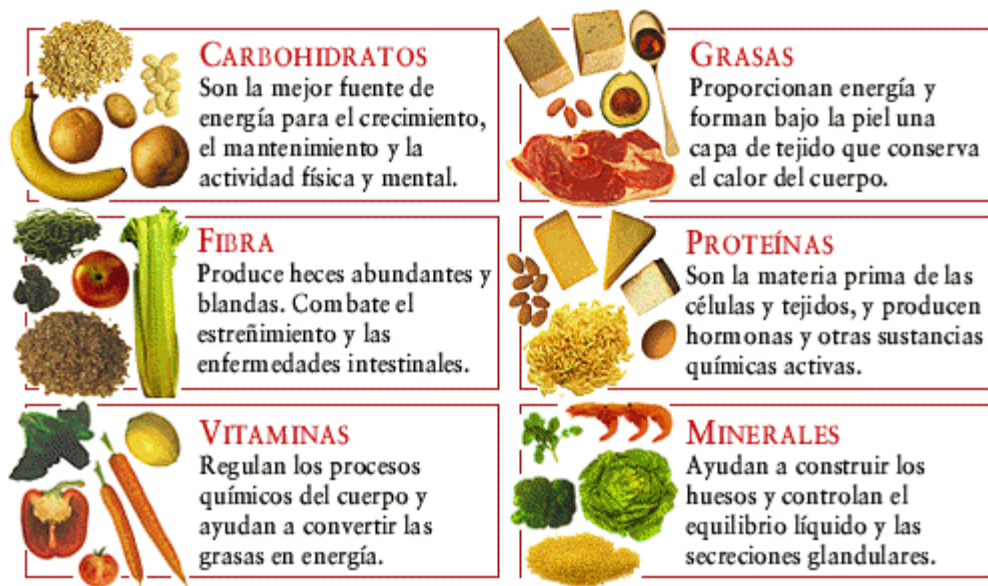 CARBOHIDRATOS
Son la mejor fuente de
energía para el crecimiento,
el mantenimiento y la
actividad física y mental.
GRASAS
Proporcionan energía y
forman bajo la piel una
capa de tejido que conserva
el calor del cuerpo.
FIBRA
Produce heces abundantes y
blandas. Combate el
estreñimiento y las
enfermedades intestinales.
PROTEÍNAS
Son la materia prima de las
células y tejidos, y producen
hormonas y otras sustancias
químicas activas.
VITAMINAS
Regulan los procesos
químicos del cuerpo y
ayudan a convertir las
grasas en energía.
MINERALES
Ayudan a construir los
huesos y controlan el
equilibrio líquido y las
secreciones glandulares.